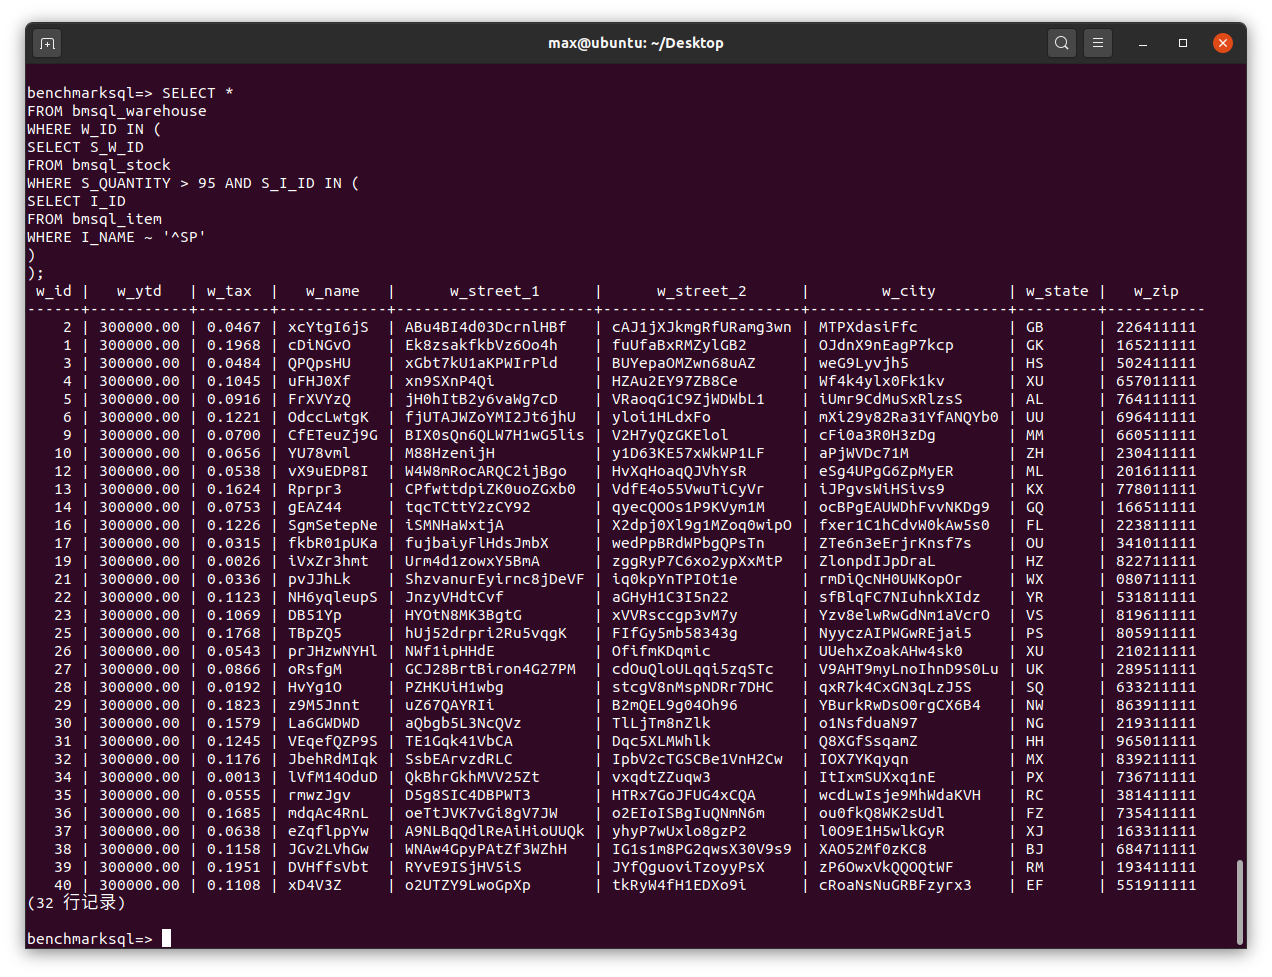 max@ubuntu: ~/Desktop
benchmarksql=> SELECT *
FROM bmsql_warehouse
WHERE W_ID IN (
SELECT S_W_ID
FROM bmsql_stock
WHERE S_QUANTITY > 95 AND S_I_ID IN (
SELECT I_ID
FROM bmsql_item
WHERE I_NAME ~ '^SP'
)
);
 w_id |   w_ytd   | w_tax  |   w_name   |      w_street_1      |      w_street_2      |        w_city        | w_state |   w_zip
------+-----------+--------+------------+----------------------+----------------------+----------------------+---------+-----------
    2 | 300000.00 | 0.0467 | xcYtgI6jS  | ABu4BI4d03DcrnlHBf   | cAJ1jXJkmgRfURamg3wn | MTPXdasiFfc          | GB      | 226411111
    1 | 300000.00 | 0.1968 | cDiNGvO    | Ek8zsakfkbVz6Oo4h    | fuUfaBxRMZylGB2      | OJdnX9nEagP7kcp      | GK      | 165211111
    3 | 300000.00 | 0.0484 | QPQpsHU    | xGbt7kU1aKPWIrPld    | BUYepaOMZwn68uAZ     | weG9Lyvjh5           | HS      | 502411111
    4 | 300000.00 | 0.1045 | uFHJ0Xf    | xn9SXnP4Qi           | HZAu2EY97ZB8Ce       | Wf4k4ylx0Fk1kv       | XU      | 657011111
    5 | 300000.00 | 0.0916 | FrXVYzQ    | jH0hItB2y6vaWg7cD    | VRaoqG1C9ZjWDWbL1    | iUmr9CdMuSxRlzsS     | AL      | 764111111
    6 | 300000.00 | 0.1221 | OdccLwtgK  | fjUTAJWZoYMI2Jt6jhU  | yloi1HLdxFo          | mXi29y82Ra31YfANQYb0 | UU      | 696411111
    9 | 300000.00 | 0.0700 | CfETeuZj9G | BIX0sQn6QLW7H1wG5lis | V2H7yQzGKElol        | cFi0a3R0H3zDg        | MM      | 660511111
   10 | 300000.00 | 0.0656 | YU78vml    | M88HzenijH           | y1D63KE57xWkWP1LF    | aPjWVDc71M           | ZH      | 230411111
   12 | 300000.00 | 0.0538 | vX9uEDP8I  | W4W8mRocARQC2ijBgo   | HvXqHoaqQJVhYsR      | eSg4UPgG6ZpMyER      | ML      | 201611111
   13 | 300000.00 | 0.1624 | Rprpr3     | CPfwttdpiZK0uoZGxb0  | VdfE4o55VwuTiCyVr    | iJPgvsWiHSivs9       | KX      | 778011111
   14 | 300000.00 | 0.0753 | gEAZ44     | tqcTCttY2zCY92       | qyecQOOs1P9KVym1M    | ocBPgEAUWDhFvvNKDg9  | GQ      | 166511111
   16 | 300000.00 | 0.1226 | SgmSetepNe | iSMNHaWxtjA          | X2dpj0Xl9g1MZoq0wipO | fxer1C1hCdvW0kAw5s0  | FL      | 223811111
   17 | 300000.00 | 0.0315 | fkbR01pUKa | fujbaiyFlHdsJmbX     | wedPpBRdWPbgQPsTn    | ZTe6n3eErjrKnsf7s    | OU      | 341011111
   19 | 300000.00 | 0.0026 | iVxZr3hmt  | Urm4d1zowxY5BmA      | zggRyP7C6xo2ypXxMtP  | ZlonpdIJpDraL        | HZ      | 822711111
   21 | 300000.00 | 0.0336 | pvJJhLk    | ShzvanurEyirnc8jDeVF | iq0kpYnTPIOt1e       | rmDiQcNH0UWKopOr     | WX      | 080711111
   22 | 300000.00 | 0.1123 | NH6yqleupS | JnzyVHdtCvf          | aGHyH1C3I5n22        | sfBlqFC7NIuhnkXIdz   | YR      | 531811111
   23 | 300000.00 | 0.1069 | DB51Yp     | HYOtN8MK3BgtG        | xVVRsccgp3vM7y       | Yzv8elwRwGdNm1aVcrO  | VS      | 819611111
   25 | 300000.00 | 0.1768 | TBpZQ5     | hUj52drpri2Ru5vqgK   | FIfGy5mb58343g       | NyyczAIPWGwREjai5    | PS      | 805911111
   26 | 300000.00 | 0.0543 | prJHzwNYHl | NWf1ipHHdE           | OfifmKDqmic          | UUehxZoakAHw4sk0     | XU      | 210211111
   27 | 300000.00 | 0.0866 | oRsfgM     | GCJ28BrtBiron4G27PM  | cdOuQloULqqi5zqSTc   | V9AHT9myLnoIhnD9S0Lu | UK      | 289511111
   28 | 300000.00 | 0.0192 | HvYg1O     | PZHKUiH1wbg          | stcgV8nMspNDRr7DHC   | qxR7k4CxGN3qLzJ5S    | SQ      | 633211111
   29 | 300000.00 | 0.1823 | z9M5Jnnt   | uZ67QAYRIi           | B2mQEL9g04Oh96       | YBurkRwDsO0rgCX6B4   | NW      | 863911111
   30 | 300000.00 | 0.1579 | La6GWDWD   | aQbgb5L3NcQVz        | TlLjTm8nZlk          | o1NsfduaN97          | NG      | 219311111
   31 | 300000.00 | 0.1245 | VEqefQZP9S | TE1Gqk41VbCA         | Dqc5XLMWhlk          | Q8XGfSsqamZ          | HH      | 965011111
   32 | 300000.00 | 0.1176 | JbehRdMIqk | SsbEArvzdRLC         | IpbV2cTGSCBe1VnH2Cw  | IOX7YKqyqn           | MX      | 839211111
   34 | 300000.00 | 0.0013 | lVfM14OduD | QkBhrGkhMVV25Zt      | vxqdtZZuqw3          | ItIxmSUXxq1nE        | PX      | 736711111
   35 | 300000.00 | 0.0555 | rmwzJgv    | D5g8SIC4DBPWT3       | HTRx7GoJFUG4xCQA     | wcdLwIsje9MhWdaKVH   | RC      | 381411111
   36 | 300000.00 | 0.1685 | mdqAc4RnL  | oeTtJVK7vGi8gV7JW    | o2EIoISBgIuQNmN6m    | ou0fkQ8WK2sUdl       | FZ      | 735411111
   37 | 300000.00 | 0.0638 | eZqflppYw  | A9NLBqQdlReAiHioUUQk | yhyP7wUxlo8gzP2      | l0O9E1H5wlkGyR       | XJ      | 163311111
   38 | 300000.00 | 0.1158 | JGv2LVhGw  | WNAw4GpyPAtZf3WZhH   | IG1s1m8PG2qwsX30V9s9 | XAO52Mf0zKC8         | BJ      | 684711111
   39 | 300000.00 | 0.1951 | DVHffsVbt  | RYvE9ISjHV5iS        | JYfQguoviTzoyyPsX    | zP6OwxVkQQOQtWF      | RM      | 193411111
   40 | 300000.00 | 0.1108 | xD4V3Z     | o2UTZY9LwoGpXp       | tkRyW4fH1EDXo9i      | cRoaNsNuGRBFzyrx3    | EF      | 551911111
(32 行记录)
benchmarksql=>